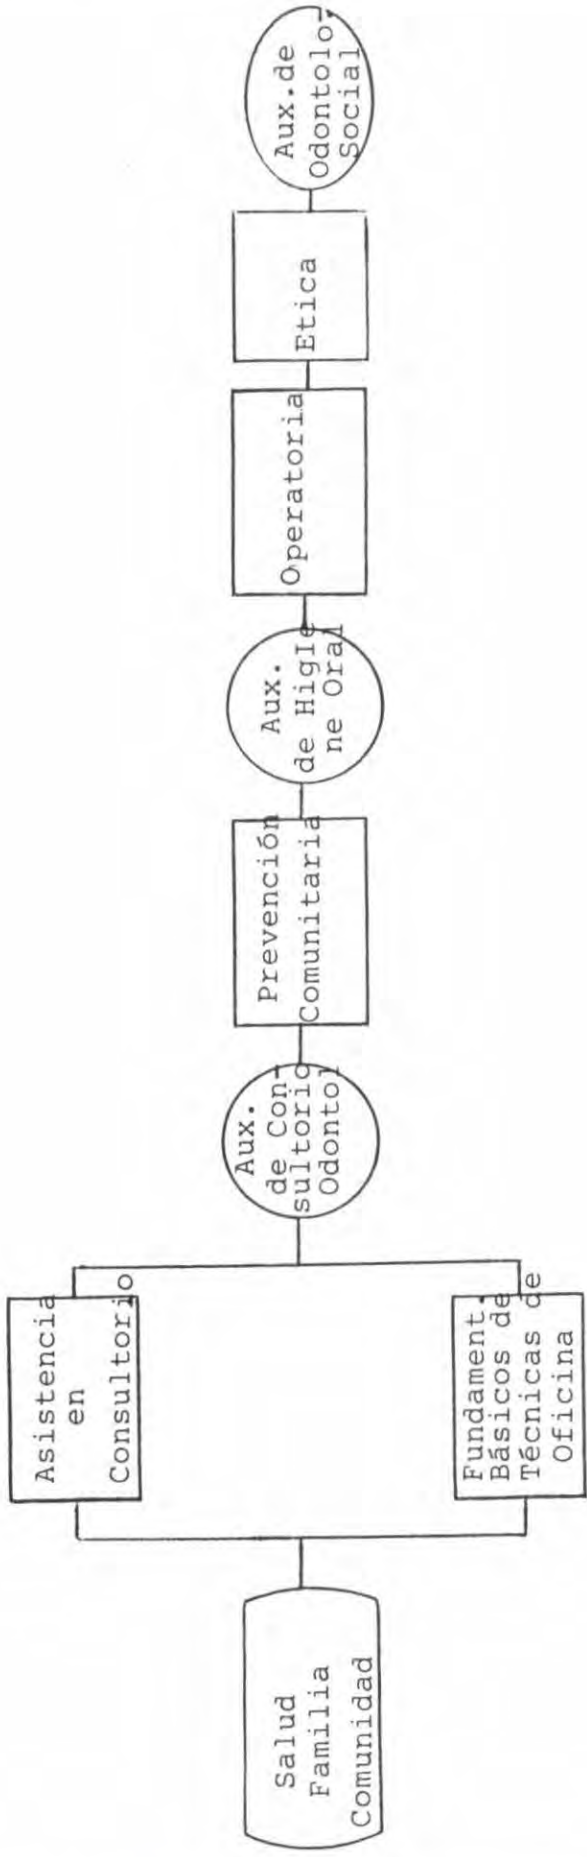 Salud
Familia
Comunidad
Asistencia
en
Consultorio
Fundament.
Básicos de
Técnicas de
Oficina
Aux.
de Con-
sultorio
Odontol
Prevención
Comunitaria
Aux.
de HigIe
ne Oral
Operatoria
Etica
Aux.de
Odontolo-
Social